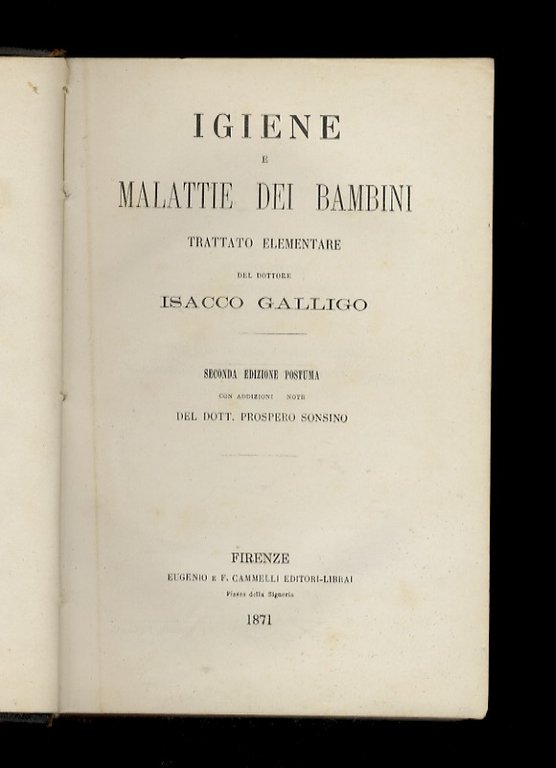 IGIENE
E
MALATTIE DEI BAMBINI
TRATTATO ELEMENTARE
DEL DOTTORE
ISACCO GALLIGO
SECONDA EDIZIONE POSTUMA
CON ADDIZIONI NOTE
DEL DOTT. PROSPERO SONSINO
FIRENZE
EUGENIO E F. CAMMELLI EDITORI-LIBRAI
Piazza della Signoria
1871